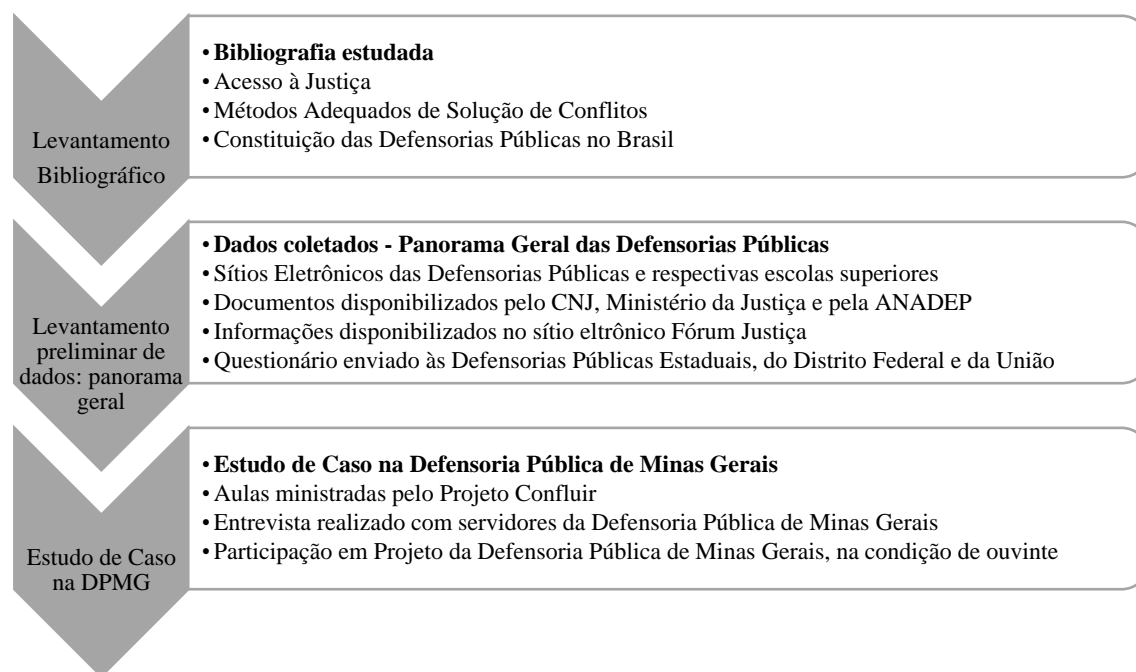 Levantamento
Bibliográfico
• Bibliografia estudada
• Acesso à Justiça
• Métodos Adequados de Solução de Conflitos
• Constituição das Defensorias Públicas no Brasil
Levantamento
preliminar de
dados: panorama
geral
• Dados coletados - Panorama Geral das Defensorias Públicas
• Sítios Eletrônicos das Defensorias Públicas e respectivas escolas superiores
• Documentos disponibilizados pelo CNJ, Ministério da Justiça e pela ANADEP
• Informações disponibilizados no sítio eltrônico Fórum Justiça
• Questionário enviado às Defensorias Públicas Estaduais, do Distrito Federal e da União
Estudo de Caso
na DPMG
• Estudo de Caso na Defensoria Pública de Minas Gerais
• Aulas ministradas pelo Projeto Confluir
• Entrevista realizado com servidores da Defensoria Pública de Minas Gerais
• Participação em Projeto da Defensoria Pública de Minas Gerais, na condição de ouvinte